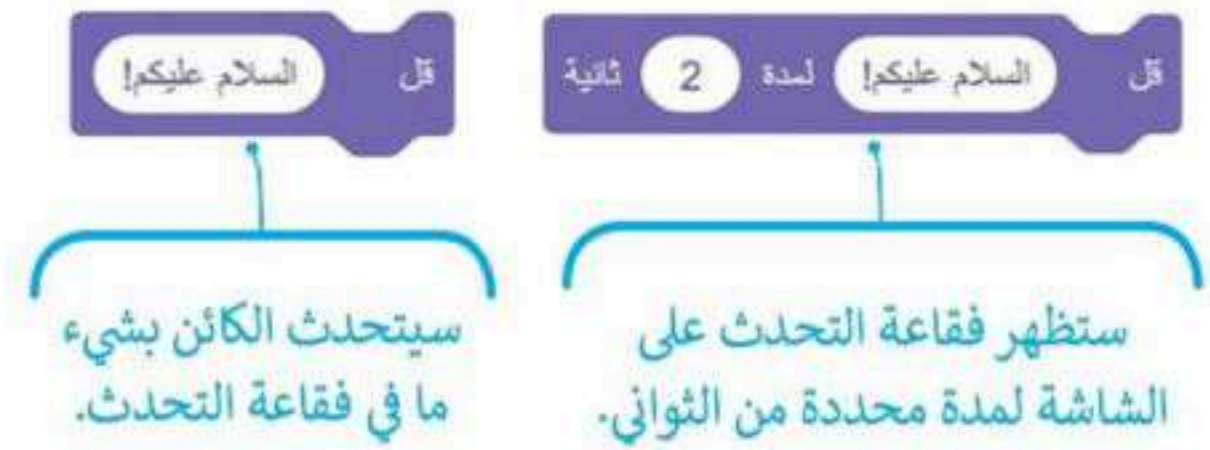 قل السلام عليكم! لمدة 2 ثانية
قل السلام عليكم!
ستظهر فقاعة التحدث على
الشاشة لمدة محددة من الثواني.
سيتحدث الكائن بشيء
ما في فقاعة التحدث.